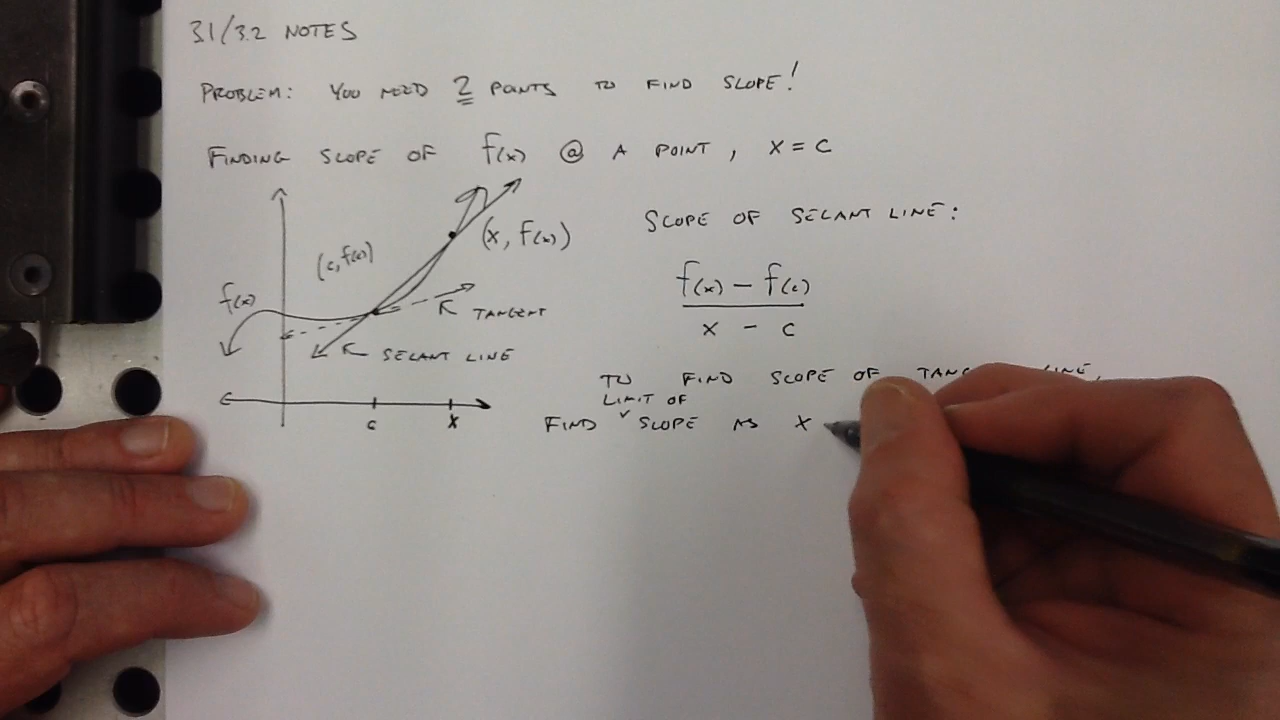 3.1/3.2 NOTES
PROBLEM: YOU NEED 2 POINTS TO FIND SLOPE!
FINDING SLOPE OF f(x) @ A POINT, X = C
(c, f(c))
(x, f(x))
f(x)
TANGENT
SECANT LINE
c
x
SLOPE OF SECANT LINE:
f(x) - f(c)
x - c
TO FIND SLOPE OF LINE,
LIMIT OF
FIND SLOPE AS X